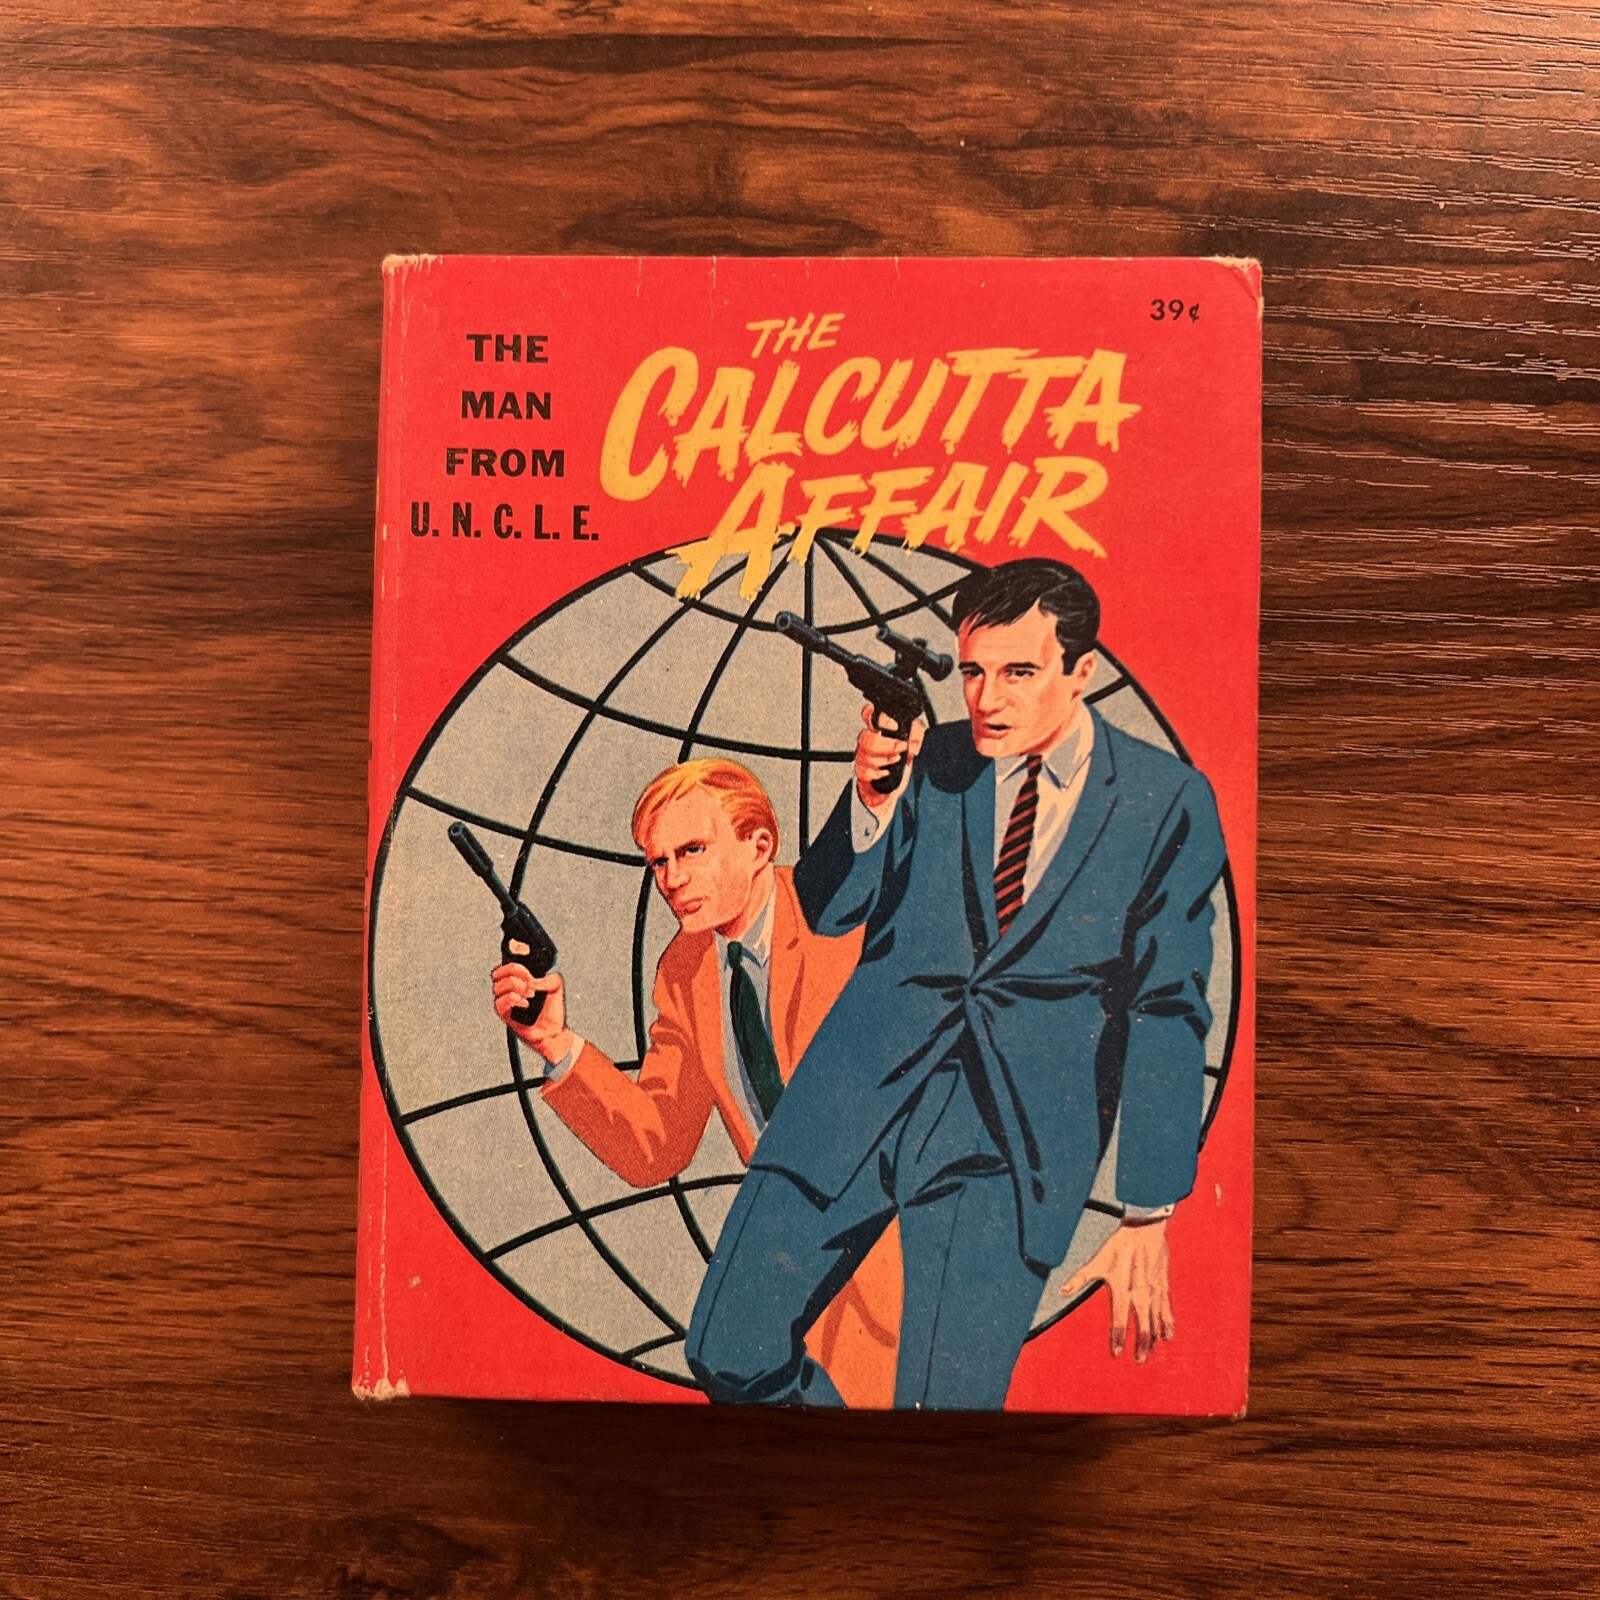 THE
MAN
FROM
U. N. C. L. E.
THE
CALCUTTA
AFFAIR
39¢